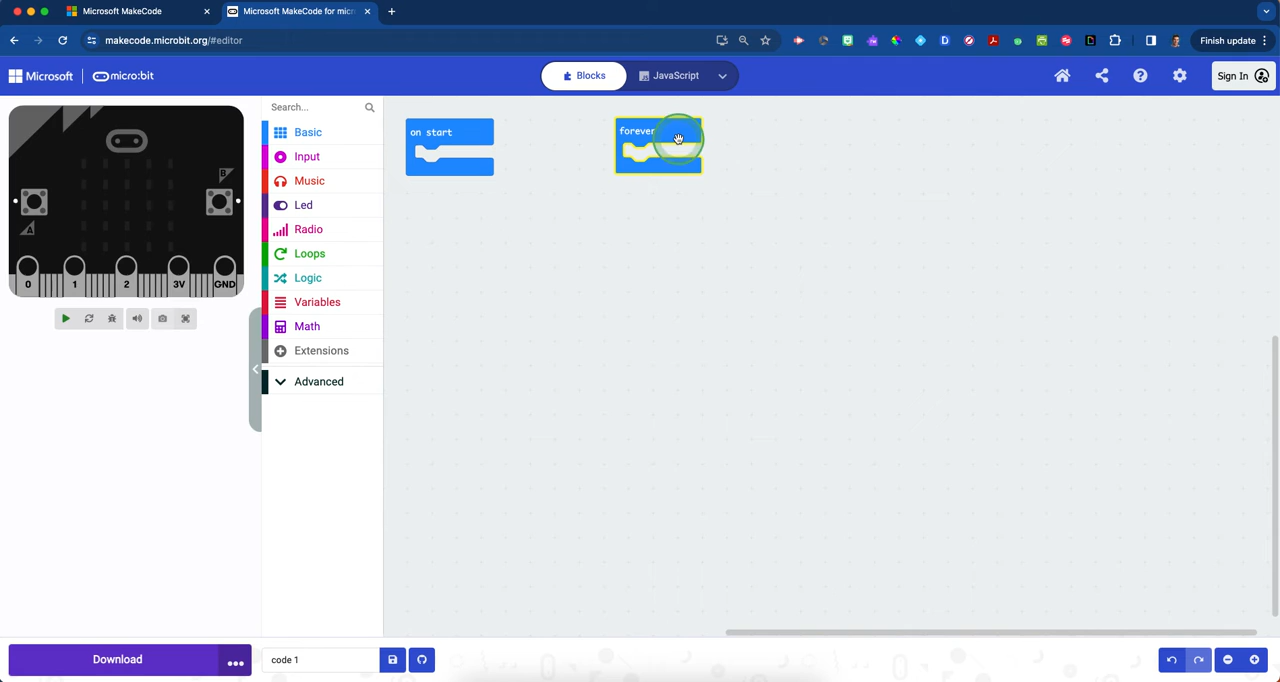 Microsoft MakeCode
Microsoft MakeCode for micr
makecode.microbit.org/#editor
Finish update
Microsoft
micro:bit
Blocks
JavaScript
Sign In
Search...
Basic
Input
Music
Led
Radio
Loops
Logic
Variables
Math
Extensions
Advanced
B
A
0 1 2 3V GND
on start
forever
Download
code 1